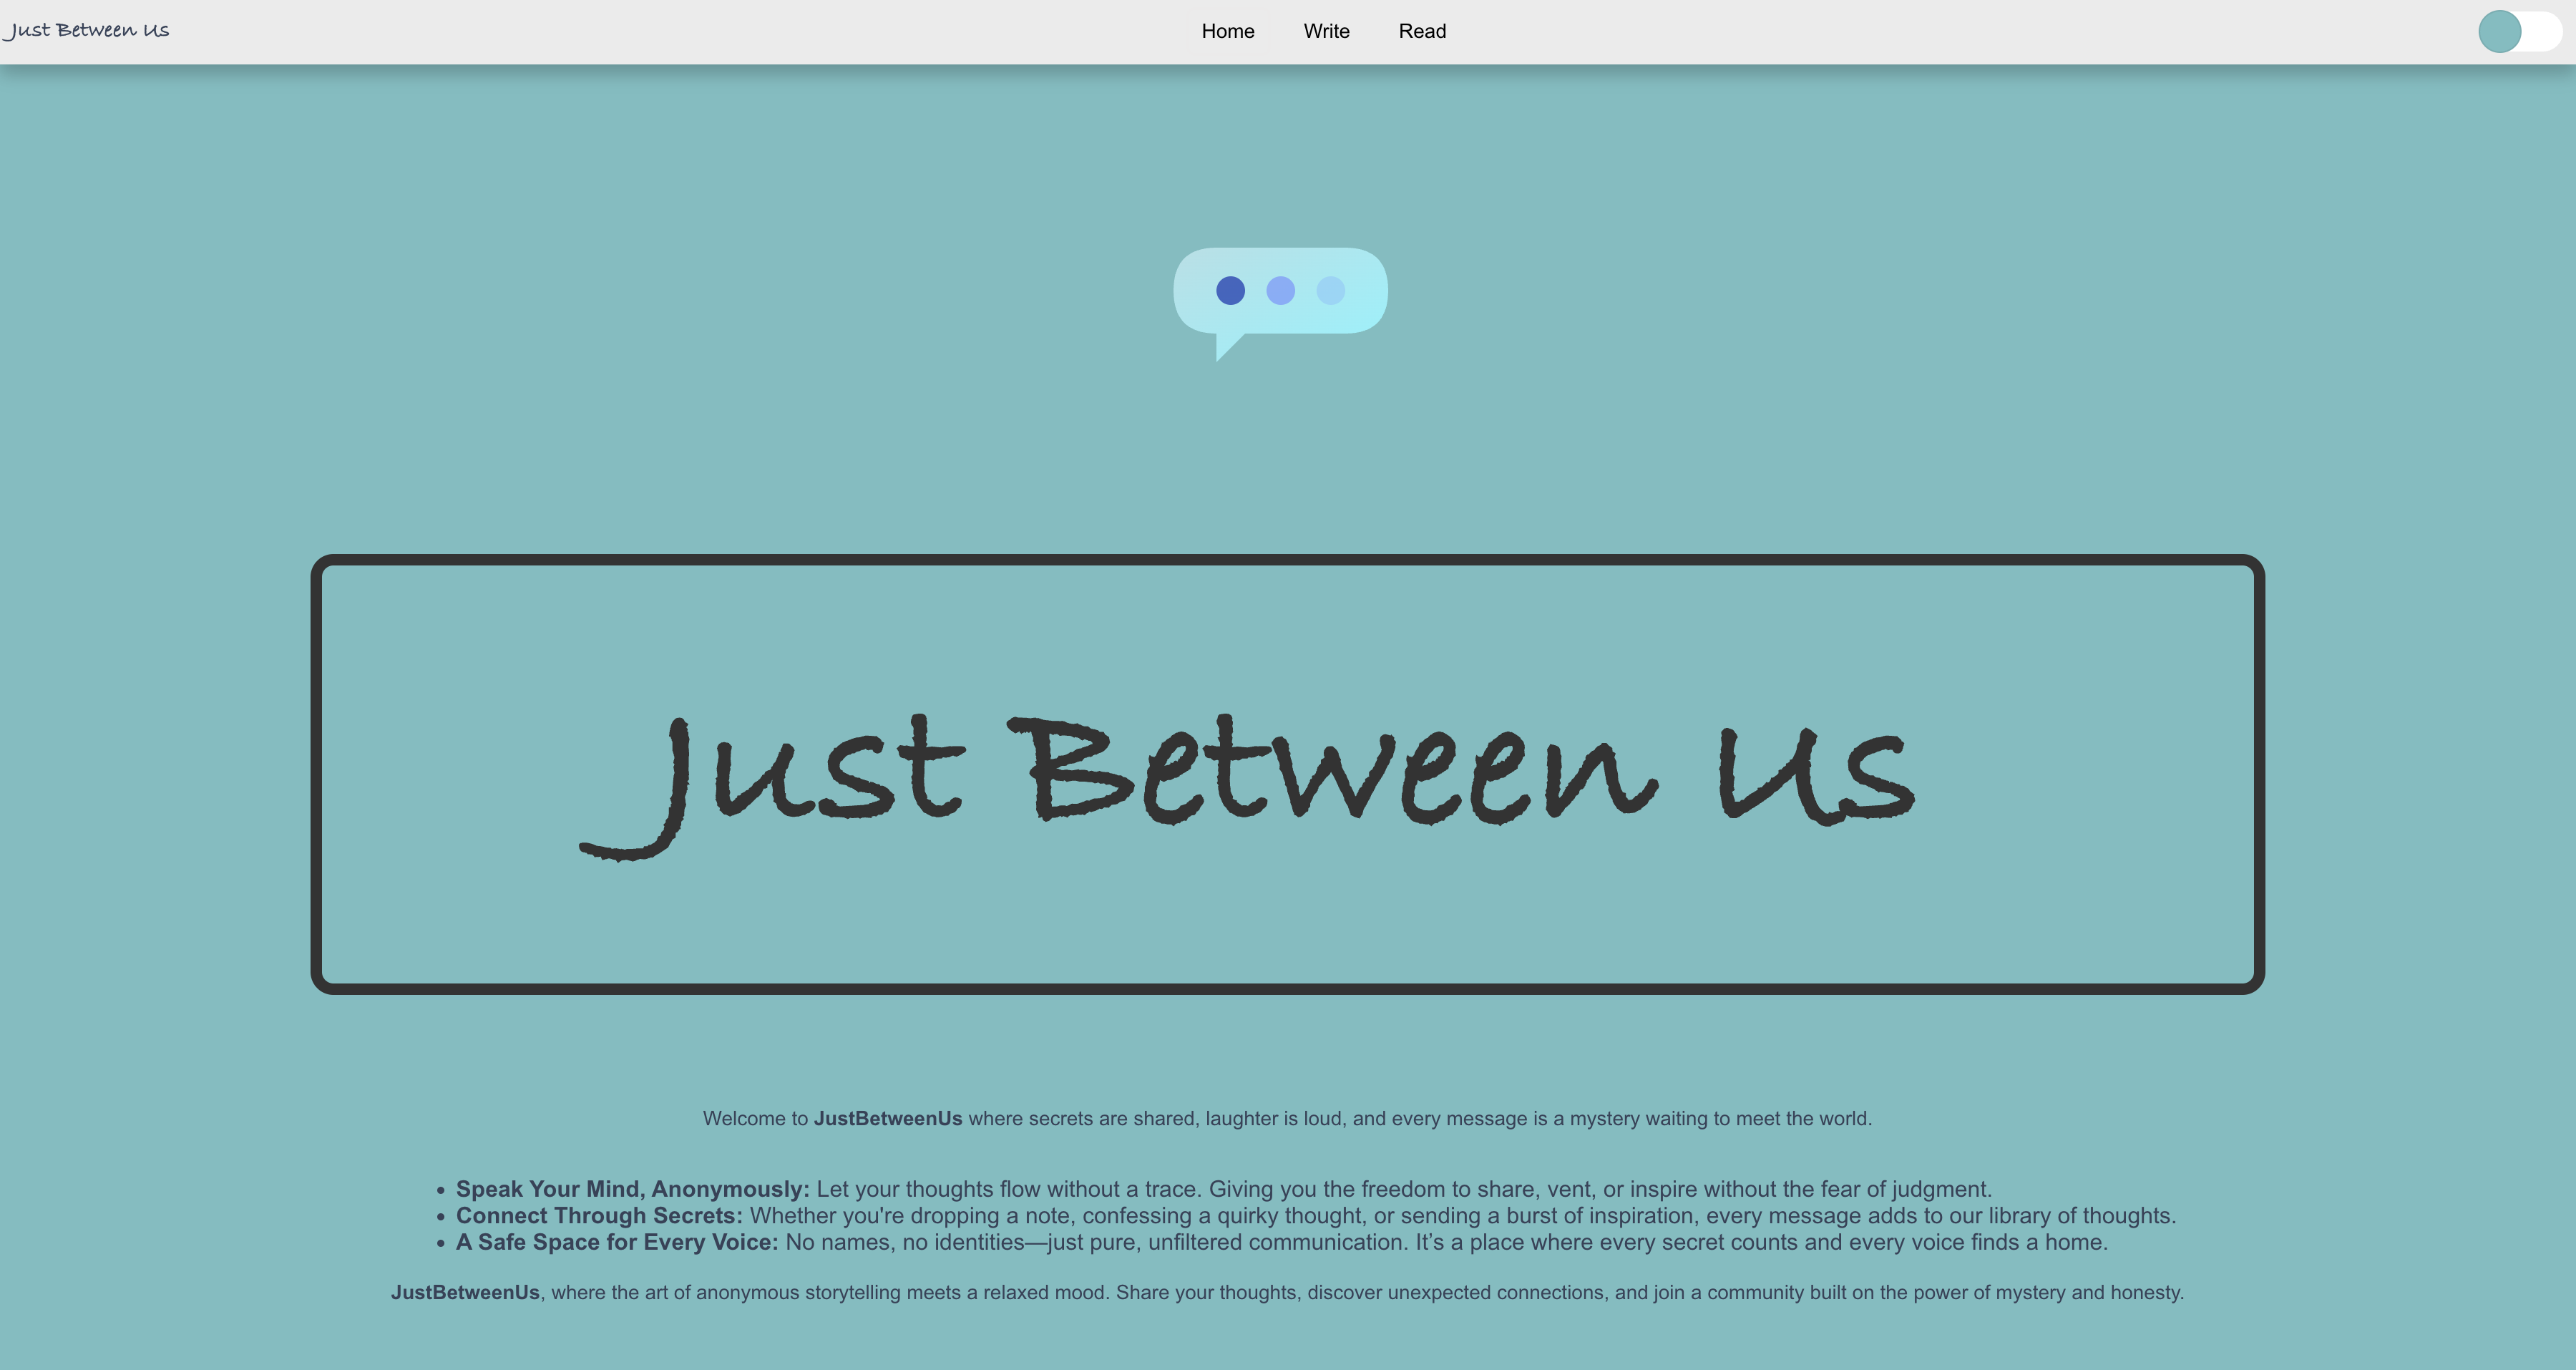 Just Between Us
Home Write Read
Just Between Us
Welcome to JustBetweenUs where secrets are shared, laughter is loud, and every message is a mystery waiting to meet the world.
• Speak Your Mind, Anonymously: Let your thoughts flow without a trace. Giving you the freedom to share, vent, or inspire without the fear of judgment.
• Connect Through Secrets: Whether you're dropping a note, confessing a quirky thought, or sending a burst of inspiration, every message adds to our library of thoughts.
• A Safe Space for Every Voice: No names, no identities—just pure, unfiltered communication. It’s a place where every secret counts and every voice finds a home.
JustBetweenUs, where the art of anonymous storytelling meets a relaxed mood. Share your thoughts, discover unexpected connections, and join a community built on the power of mystery and honesty.